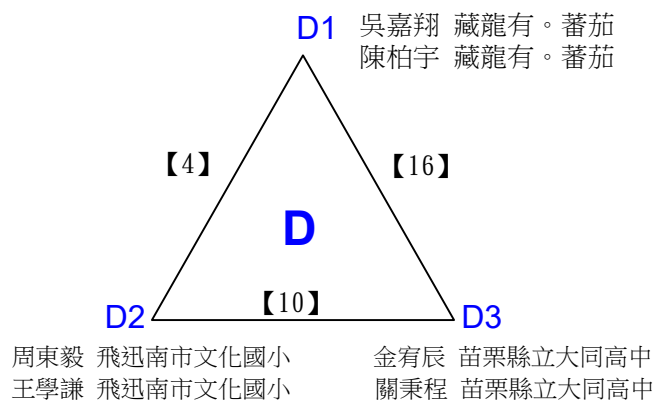 D1
吳嘉翔 藏龍有。蕃茄
陳柏宇 藏龍有。蕃茄
【4】
【16】
D
【10】
D2
D3
周東毅 飛迅南市文化國小
王學謙 飛迅南市文化國小
金宥辰 苗栗縣立大同高中
關秉程 苗栗縣立大同高中